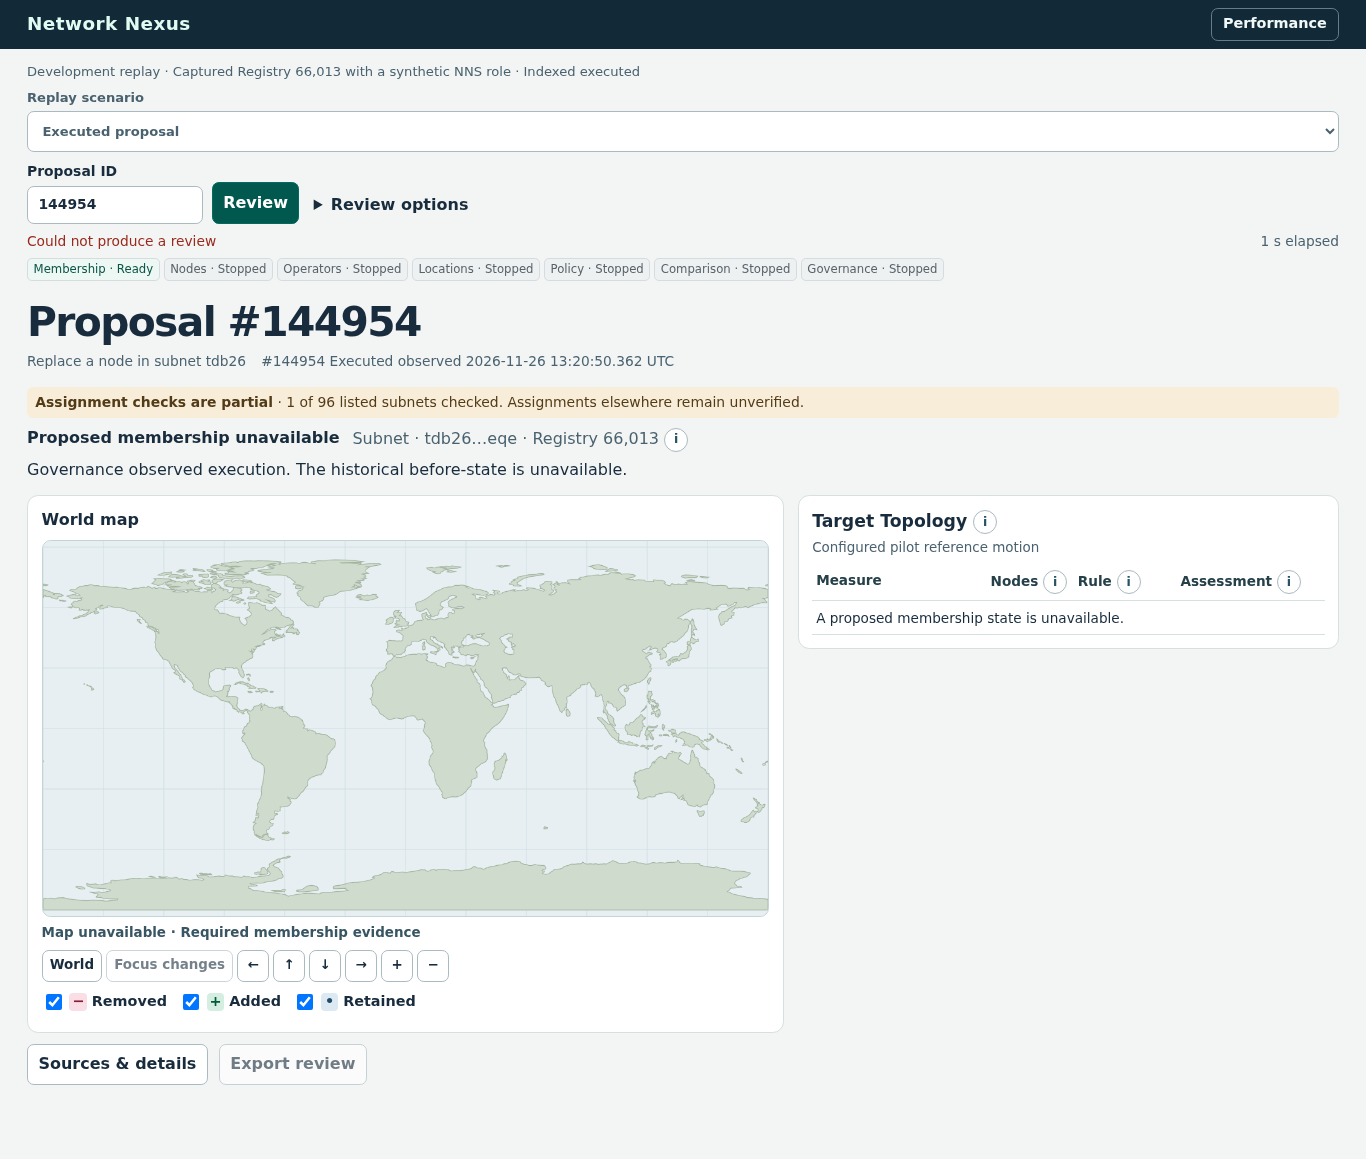 Network Nexus
Performance
Development replay · Captured Registry 66,013 with a synthetic NNS role · Indexed executed
Replay scenario
Executed proposal
Proposal ID
144954
Review
▶ Review options
Could not produce a review
1 s elapsed
Membership · Ready
Nodes · Stopped
Operators · Stopped
Locations · Stopped
Policy · Stopped
Comparison · Stopped
Governance · Stopped
Proposal #144954
Replace a node in subnet tdb26 #144954 Executed observed 2026-11-26 13:20:50.362 UTC
Assignment checks are partial · 1 of 96 listed subnets checked. Assignments elsewhere remain unverified.
Proposed membership unavailable Subnet · tdb26…eqe · Registry 66,013 i
Governance observed execution. The historical before-state is unavailable.
World map
Map unavailable · Required membership evidence
World
Focus changes
← ↑ ↓ → + −
− Removed + Added • Retained
Target Topology i
Configured pilot reference motion
Measure Nodes i Rule i Assessment i
A proposed membership state is unavailable.
Sources & details
Export review